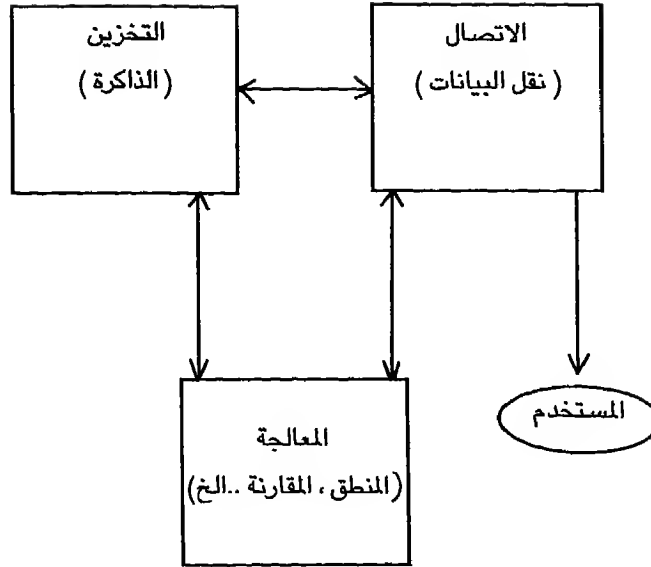 الاتصال
( نقل البيانات )
التخزين
( الذاكرة )
المستخدم
المعالجة
(المنطق ، المقارنة ..الخ)